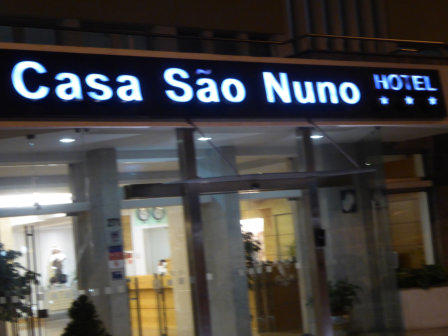 Casa São Nuno HOTEL
★ ★ ★